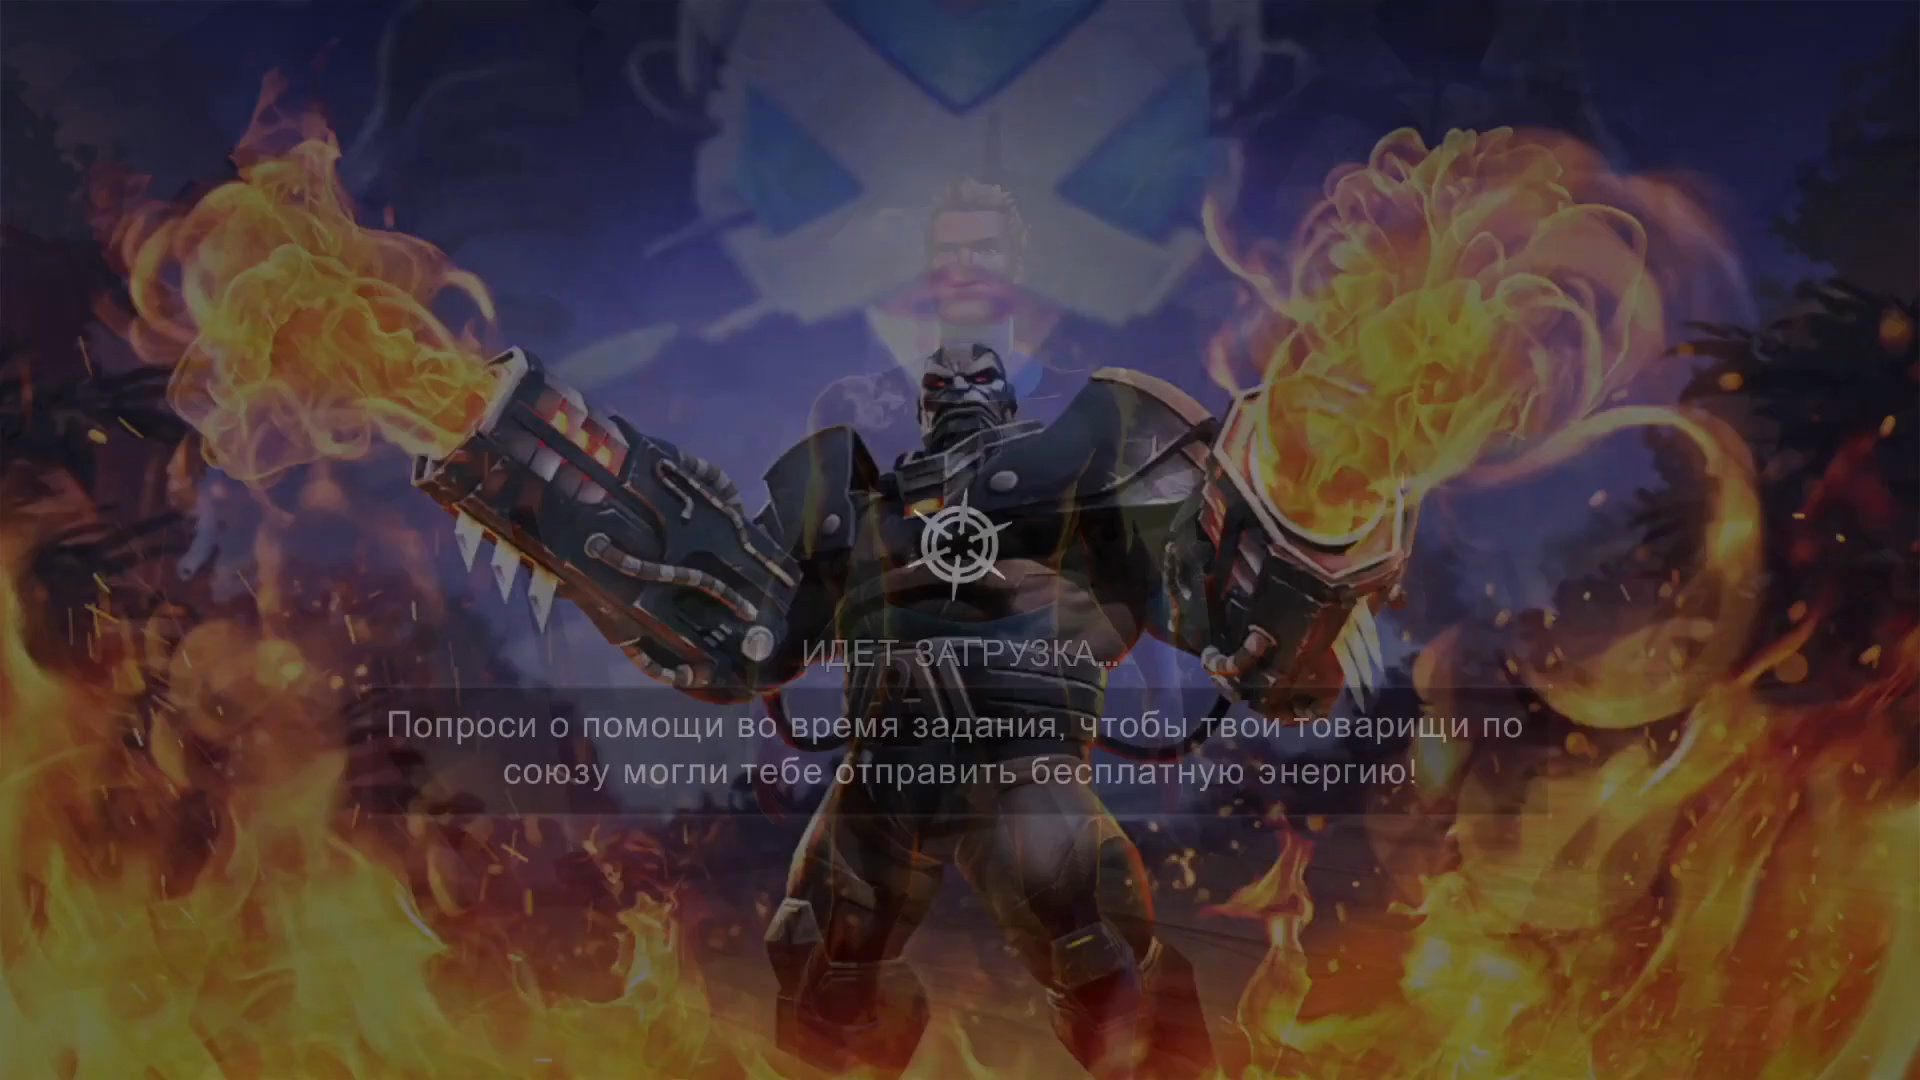 ИДЕТ ЗАГРУЗКА...
Попроси о помощи во время задания, чтобы твои товарищи по
союзу могли тебе отправить бесплатную энергию!